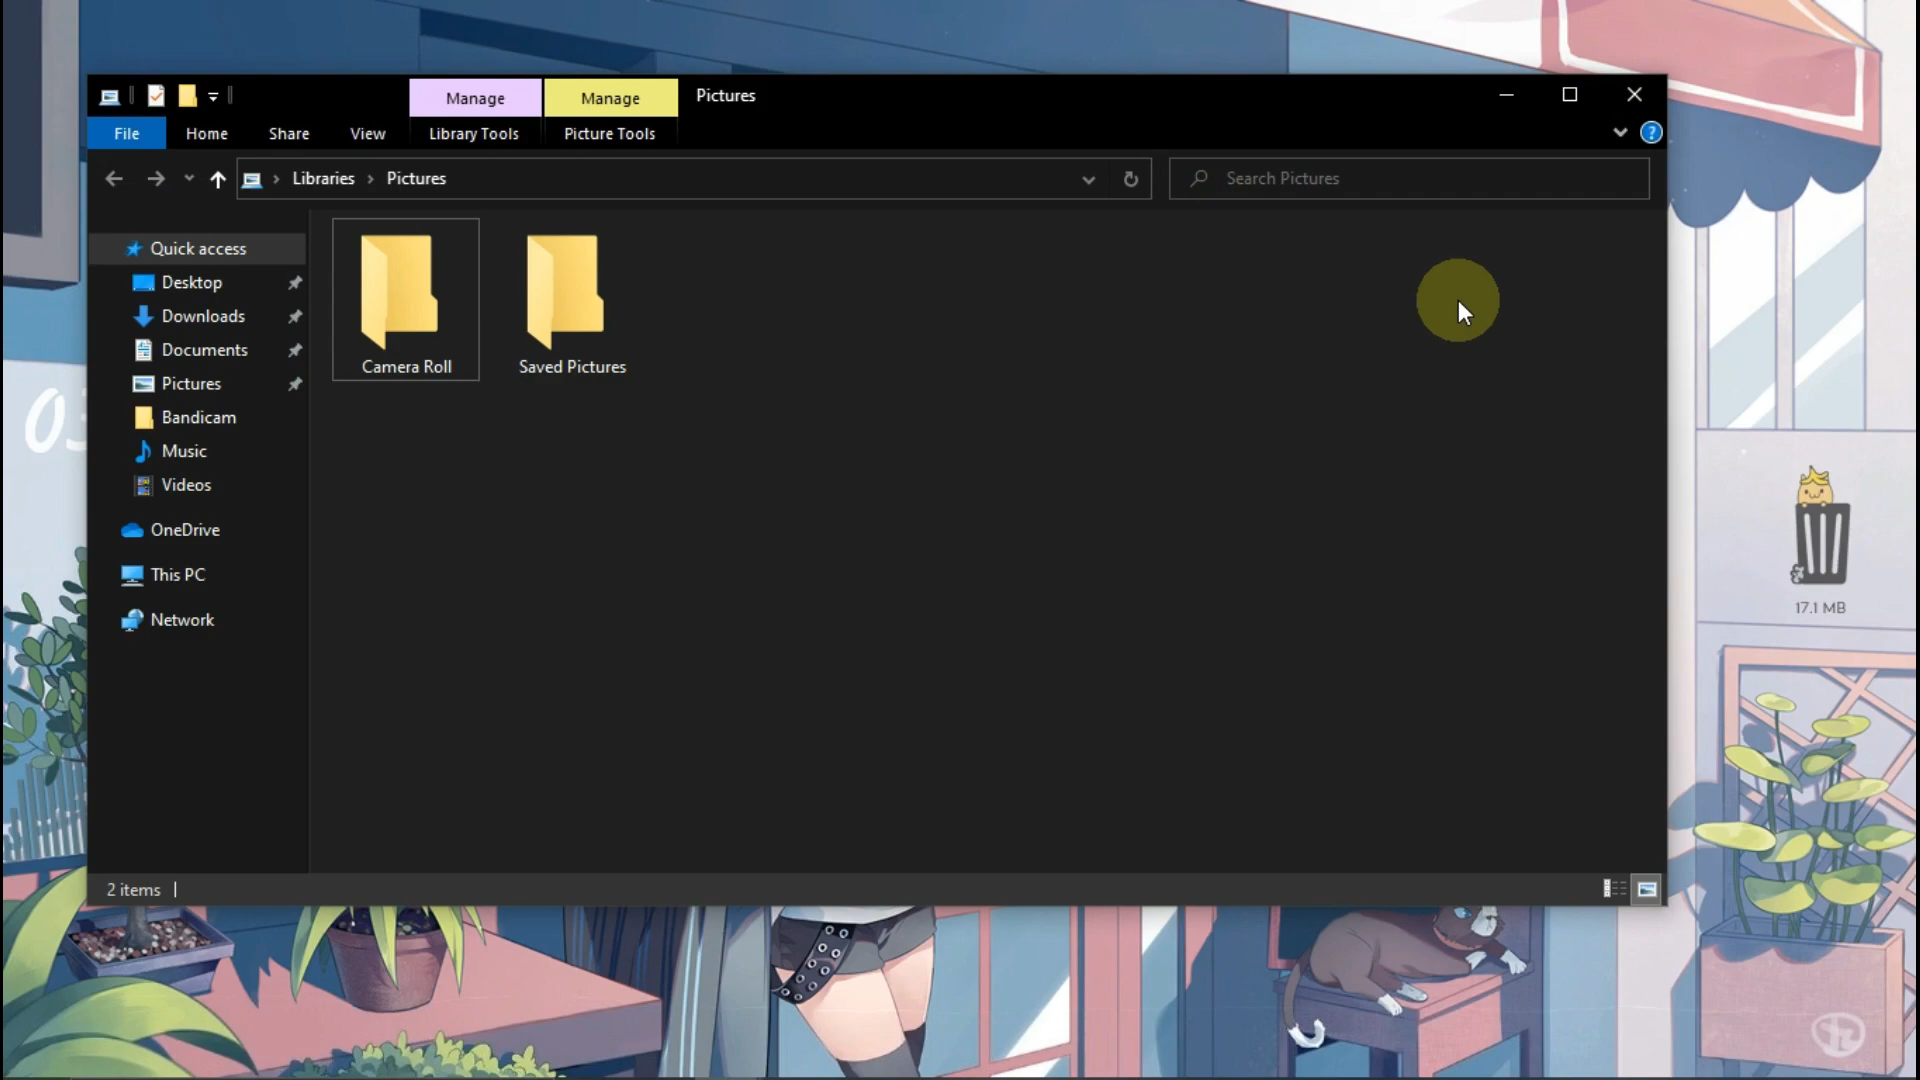 Manage Manage Pictures
File Home Share View Library Tools Picture Tools
Libraries Pictures Search Pictures
Quick access
Desktop
Downloads
Documents
Pictures
Bandicam
Music
Videos
OneDrive
This PC
Network
Camera Roll Saved Pictures
03
17.1 MB
2 items